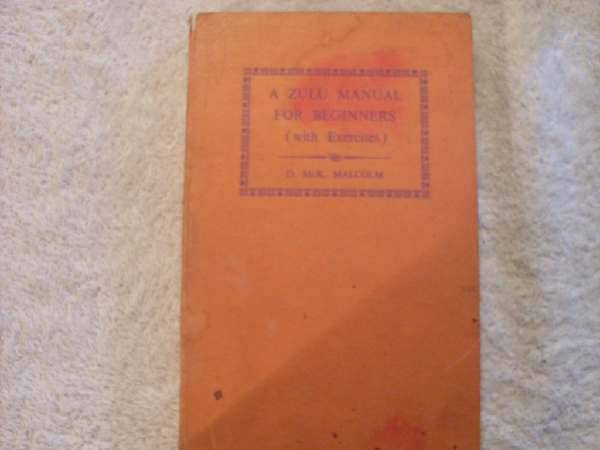 A ZULU MANUAL
FOR BEGINNERS
(with Exercises)
D. McK. MALCOLM